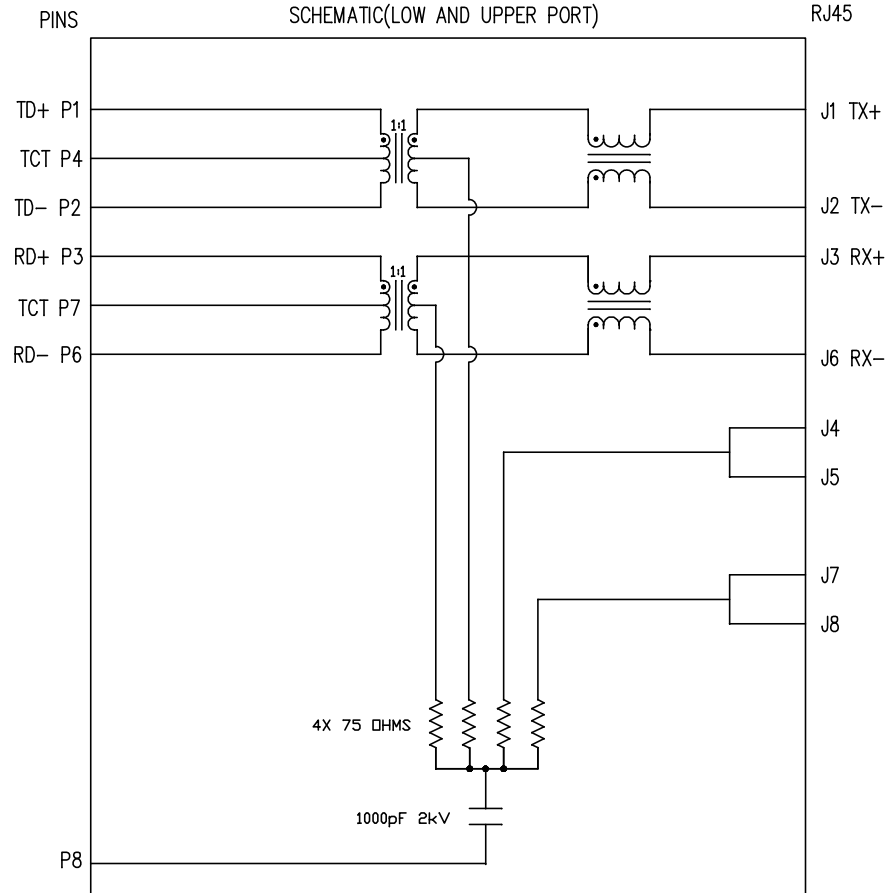 PINS
SCHEMATIC(LOW AND UPPER PORT)
RJ45
TD+ P1
1:1
J1 TX+
TCT P4
TD- P2
J2 TX-
RD+ P3
1:1
J3 RX+
TCT P7
RD- P6
J6 RX-
J4
J5
J7
J8
4X 75 OHMS
1000pF 2kV
P8